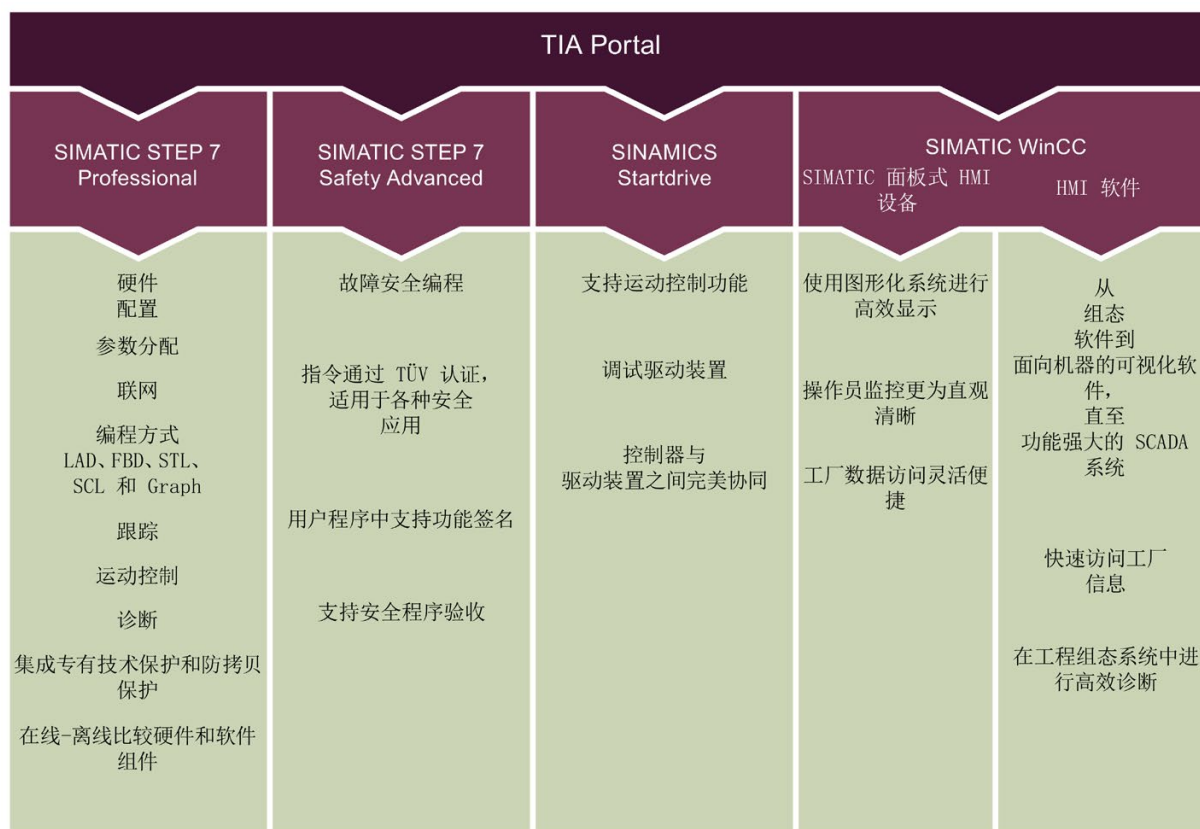 TIA Portal
SIMATIC STEP 7
Professional
SIMATIC STEP 7
Safety Advanced
SINAMICS
Startdrive
SIMATIC WinCC
SIMATIC 面板式 HMI
设备
HMI 软件
硬件
配置
参数分配
联网
编程方式
LAD、FBD、STL、
SCL 和 Graph
跟踪
运动控制
诊断
集成专有技术保护和防拷贝
保护
在线-离线比较硬件和软件
组件
故障安全编程
指令通过 TÜV 认证，
适用于各种安全
应用
用户程序中支持功能签名
支持安全程序验收
支持运动控制功能
调试驱动装置
控制器与
驱动装置之间完美协同
使用图形化系统进行
高效显示
操作员监控更为直观
清晰
工厂数据访问灵活便
捷
从
组态
软件到
面向机器的可视化软
件，
直至
功能强大的 SCADA
系统
快速访问工厂
信息
在工程组态系统中进
行高效诊断